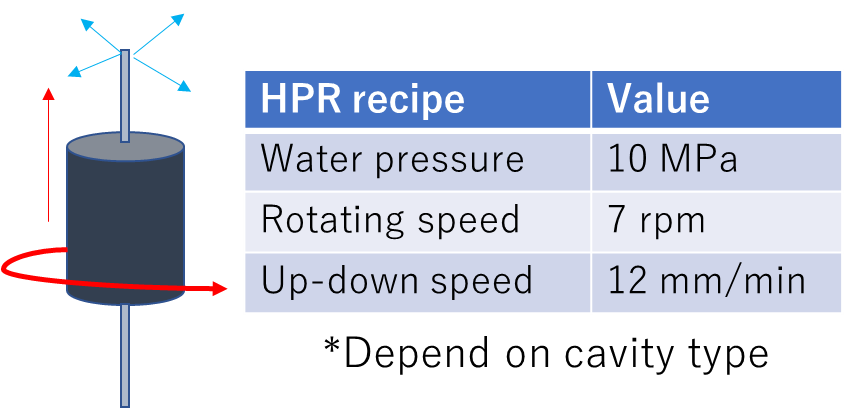 HPR recipe Value
Water pressure 10 MPa
Rotating speed 7 rpm
Up-down speed 12 mm/min
*Depend on cavity type